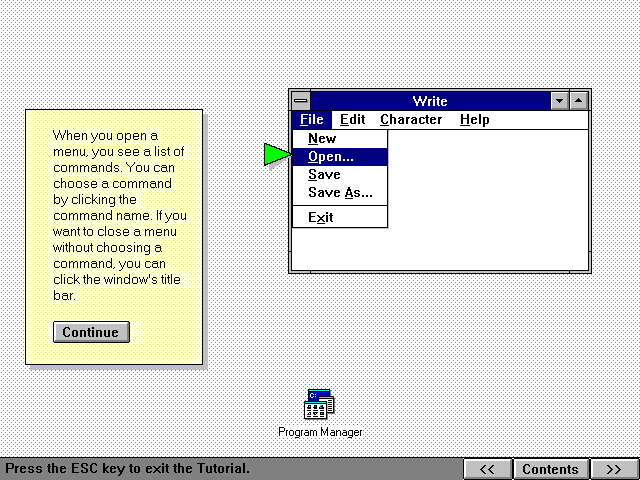 Write
File Edit Character Help
New
Open...
Save
Save As...
Exit
When you open a
menu, you see a list of
commands. You can
choose a command
by clicking the
command name. If you
want to close a menu
without choosing a
command, you can
click the window's title
bar.
Continue
Program Manager
Press the ESC key to exit the Tutorial.
<< Contents >>